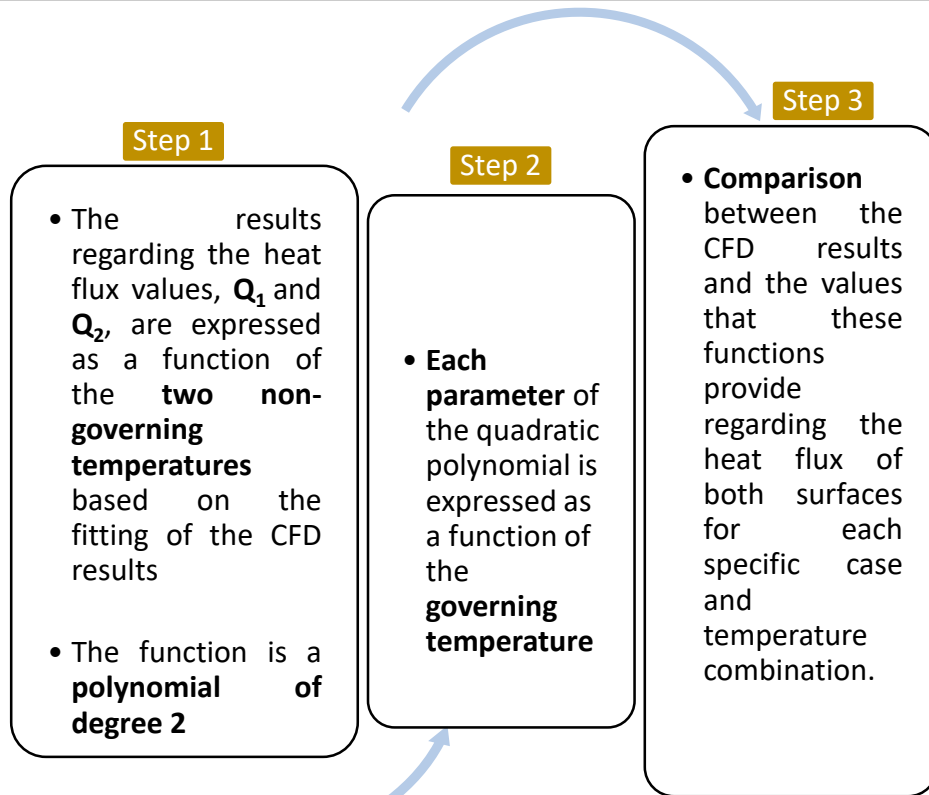 Step 1
• The results
regarding the heat
flux values, Q₁ and
Q₂, are expressed
as a function of
the two non-
governing
temperatures
based on the
fitting of the CFD
results
• The function is a
polynomial of
degree 2
Step 2
• Each
parameter of
the quadratic
polynomial is
expressed as
a function of
the
governing
temperature
Step 3
• Comparison
between the
CFD results
and the values
that these
functions
provide
regarding the
heat flux of
both surfaces
for each
specific case
and
temperature
combination.